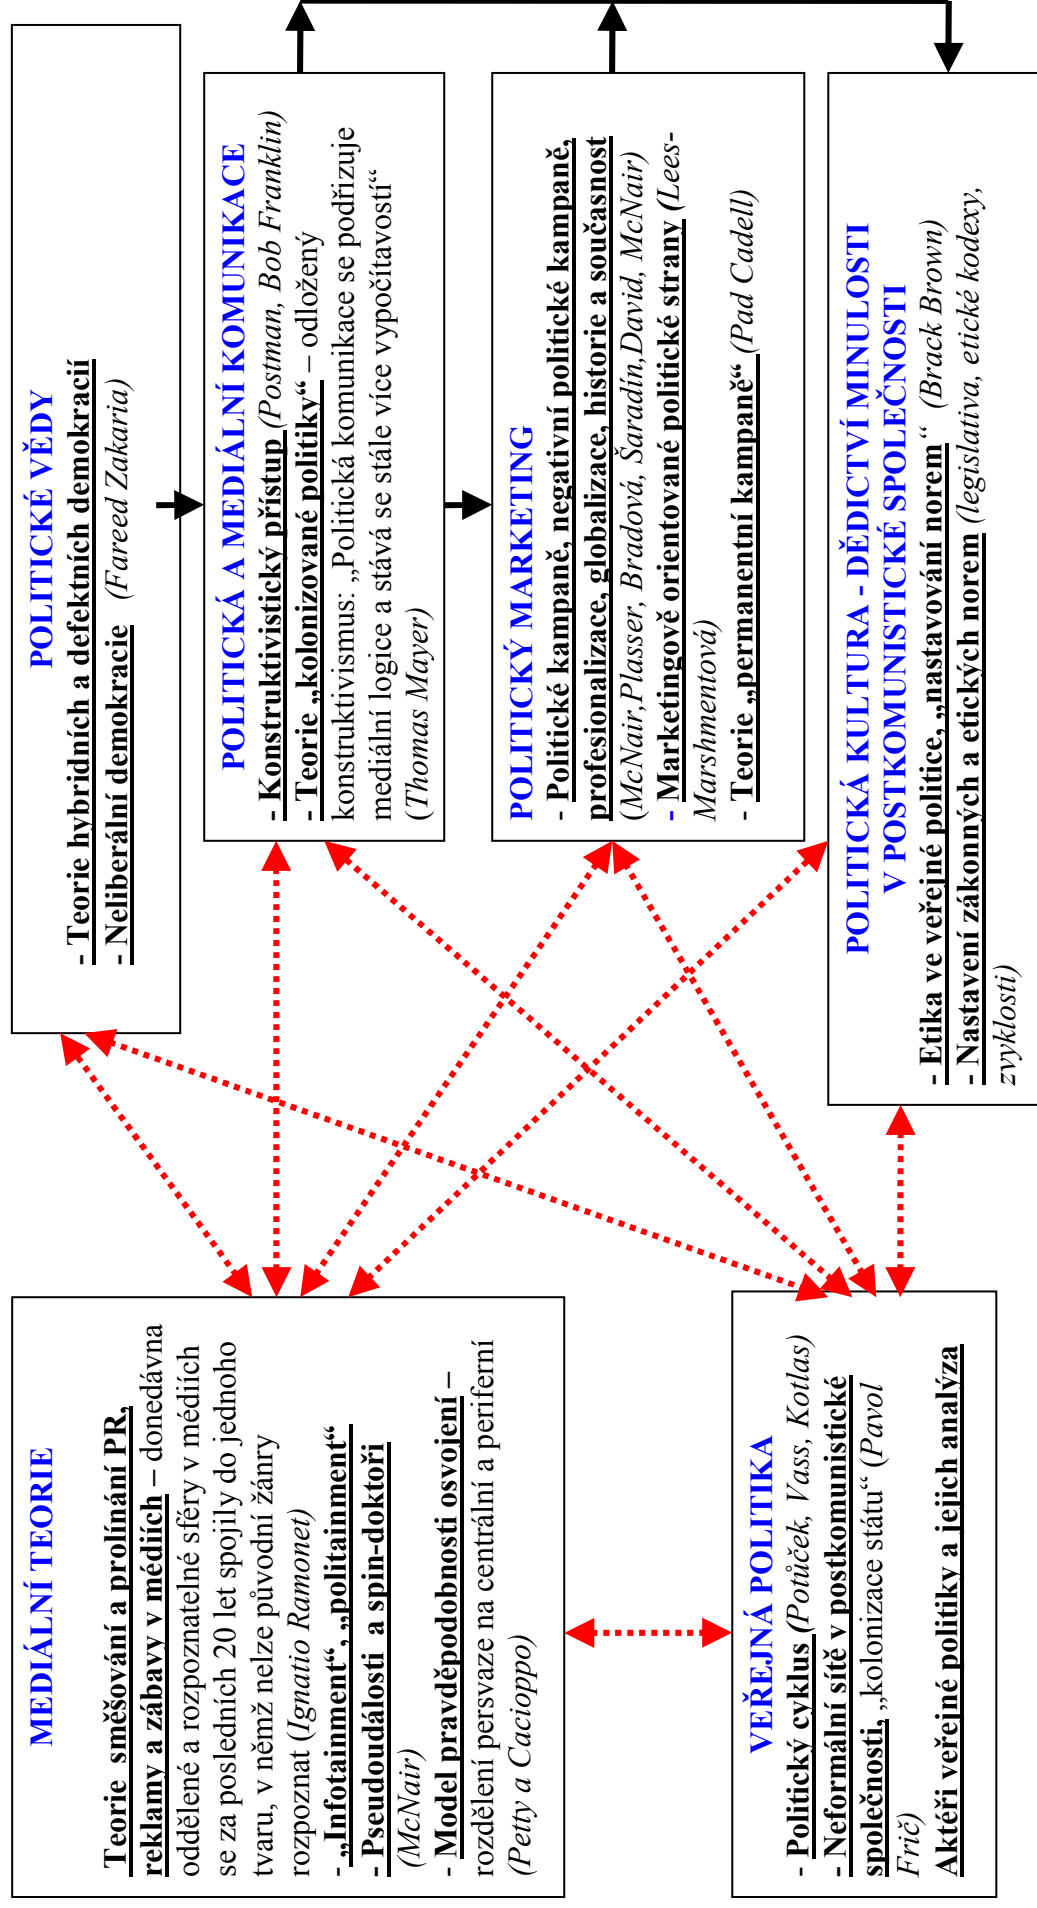 MEDIÁLNÍ TEORIE
Teorie směšování a prolínání PR,
reklamy a zábavy v médiích – donedávna
oddělené a rozpoznatelné sféry v médiích
se za posledních 20 let spojily do jednoho
tvaru, v němž nelze původní žánry
rozpoznat (Ignatio Ramonet)
- „Infotainment“, „politainment“
- Pseudoudálosti a spin-doktoři
(McNair)
- Model pravděpodobnosti osvojení –
rozdělení persvaze na centrální a periferní
(Petty a Cacioppo)
VEŘEJNÁ POLITIKA
- Politický cyklus (Potůček, Vass, Kotlas)
- Neformální sítě v postkomunistické
společnosti, „kolonizace státu“ (Pavol
Frič)
Aktéři veřejné politiky a jejich analýza
POLITICKÉ VĚDY
- Teorie hybridních a defektních demokracií
- Neliberální demokracie (Fareed Zakaria)
POLITICKÁ A MEDIÁLNÍ KOMUNIKACE
- Konstruktivistický přístup (Postman, Bob Franklin)
- Teorie „kolonizované politiky“ – odložený
konstruktivismus: „Politická komunikace se podřizuje
mediální logice a stává se stále více vypočítavostí“
(Thomas Mayer)
POLITICKÝ MARKETING
- Politické kampaně, negativní politické kampaně,
profesionalizace, globalizace, historie a současnost
(McNair,Plasser, Bradová, Šaradín,David, McNair)
- Marketingově orientované politické strany (Lees-
Marshmentová)
- Teorie „permanentní kampaně“ (Pad Cadell)
POLITICKÁ KULTURA - DĚDICTVÍ MINULOSTI
V POSTKOMUNISTICKÉ SPOLEČNOSTI
- Etika ve veřejné politice, „nastavování norem“ (Brack Brown)
- Nastavení zákonných a etických norem (legislativa, etické kodexy,
zvyklosti)